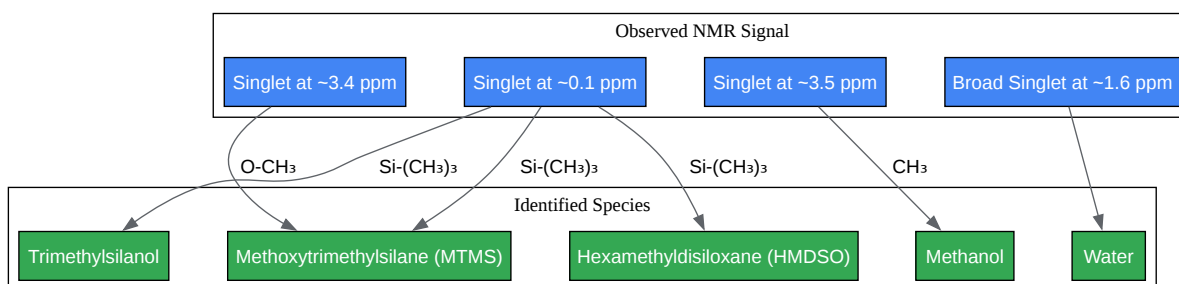 Observed NMR Signal
Singlet at ~3.4 ppm
Singlet at ~0.1 ppm
Singlet at ~3.5 ppm
Broad Singlet at ~1.6 ppm
O-CH₃
Si-(CH₃)₃
Si-(CH₃)₃
Si-(CH₃)₃
CH₃
Identified Species
Trimethylsilanol
Methoxytrimethylsilane (MTMS)
Hexamethyldisiloxane (HMDSO)
Methanol
Water